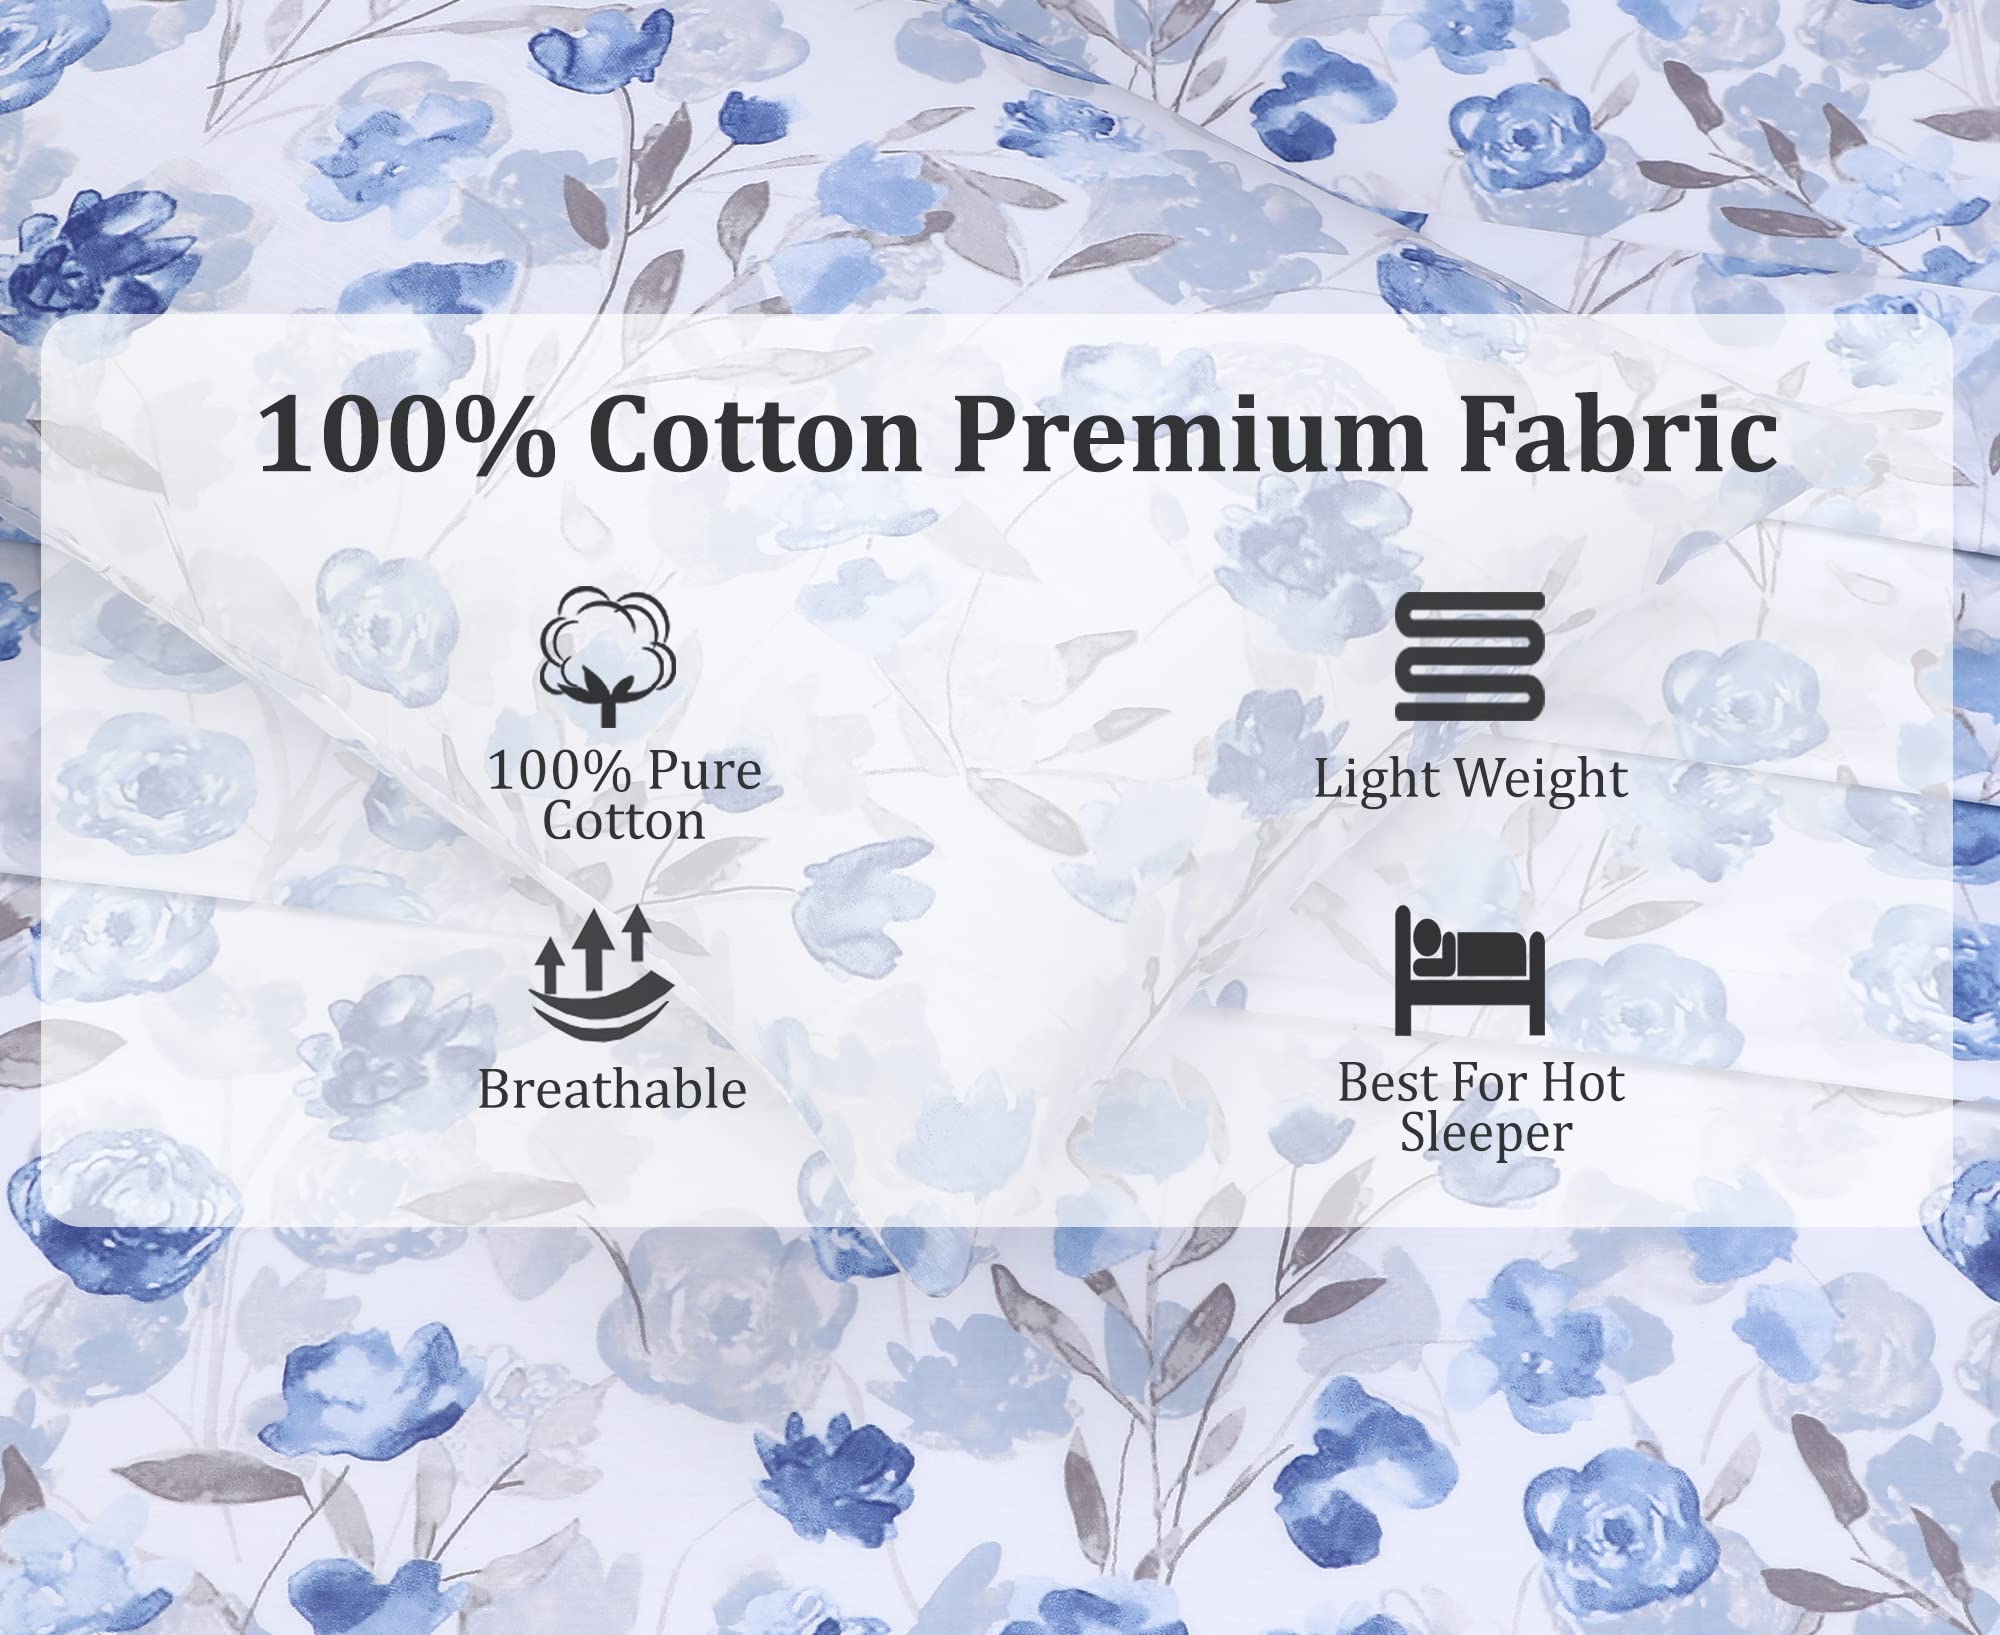 100% Cotton Premium Fabric
100% Pure
Cotton
Light Weight
Breathable
Best For Hot
Sleeper